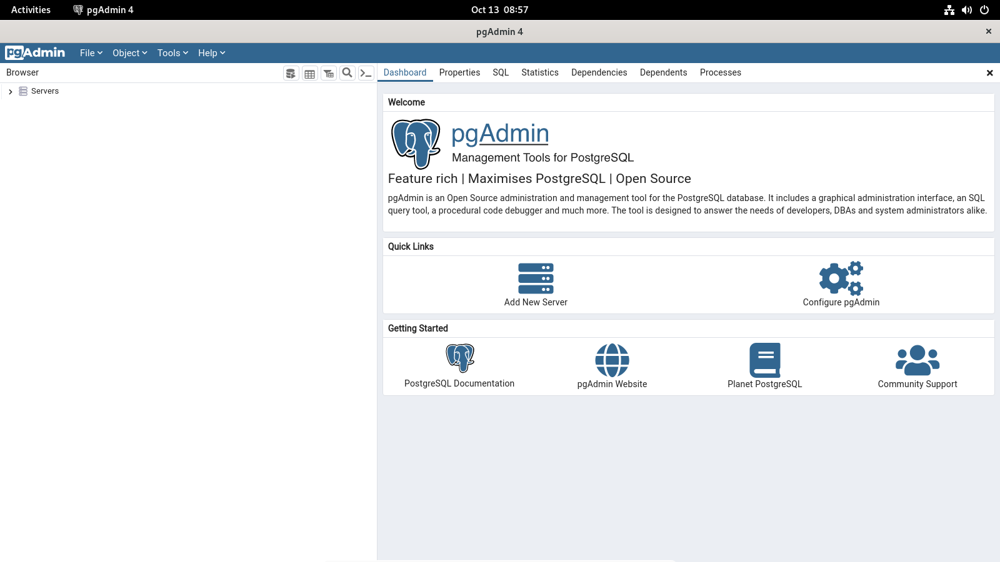 Activities
pgAdmin 4
Oct 13 08:57
pgAdmin 4
pgAdmin
File
Object
Tools
Help
Browser
Dashboard
Properties
SQL
Statistics
Dependencies
Dependents
Processes
Servers
Welcome
pgAdmin
Management Tools for PostgreSQL
Feature rich | Maximises PostgreSQL | Open Source
pgAdmin is an Open Source administration and management tool for the PostgreSQL database. It includes a graphical administration interface, an SQL
query tool, a procedural code debugger and much more. The tool is designed to answer the needs of developers, DBAs and system administrators alike.
Quick Links
Add New Server
Configure pgAdmin
Getting Started
PostgreSQL Documentation
pgAdmin Website
Planet PostgreSQL
Community Support